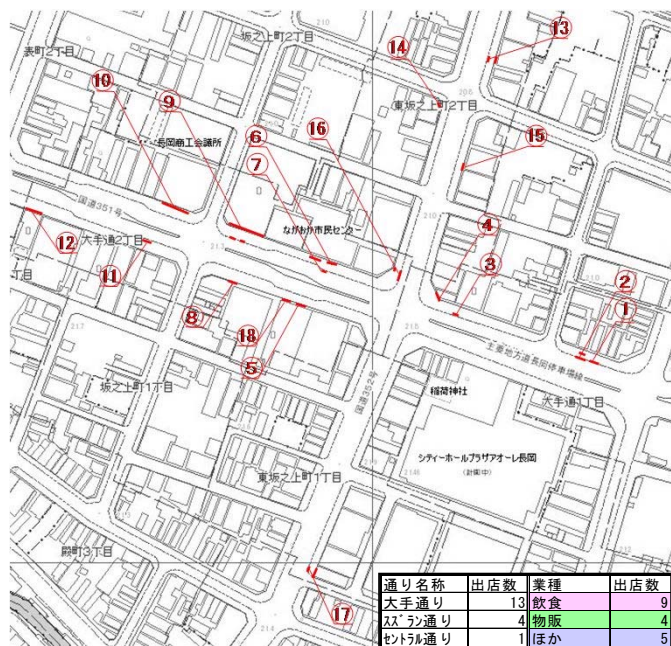 坂之上町2丁目
表町2丁目
13
14
東坂之上町2丁目
10
9
6
16
7
長岡商工会議所
15
国道351号
ながおか市民センター
4
3
2
1
12
大手通2丁目
11
8
18
5
主要地方道長岡停車場線
坂之上町1丁目
国道352号
稲荷神社
大手通1丁目
シティーホールプラザアオーレ長岡
(計画中)
東坂之上町1丁目
殿町3丁目
17
通り名称 出店数 業種 出店数
大手通り 13 飲食 9
スズラン通り 4 物販 4
セントラル通り 1 ほか 5